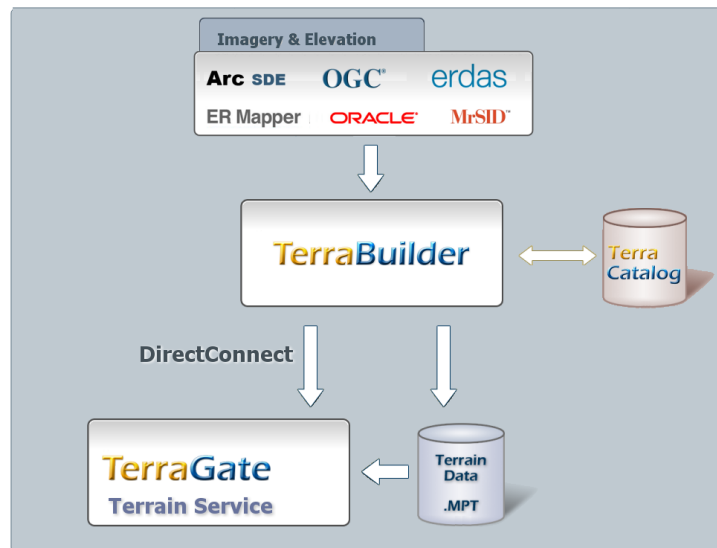 Imagery & Elevation
Arc SDE OGC® erdas
ER Mapper ORACLE® MrSID™
TerraBuilder
Terra
Catalog
DirectConnect
TerraGate
Terrain Service
Terrain
Data
.MPT